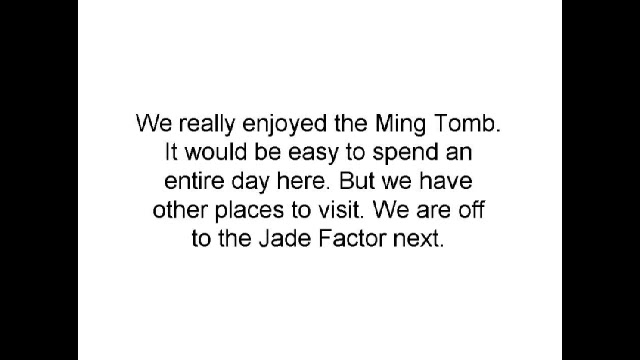 We really enjoyed the Ming Tomb.
It would be easy to spend an
entire day here. But we have
other places to visit. We are off
to the Jade Factor next.